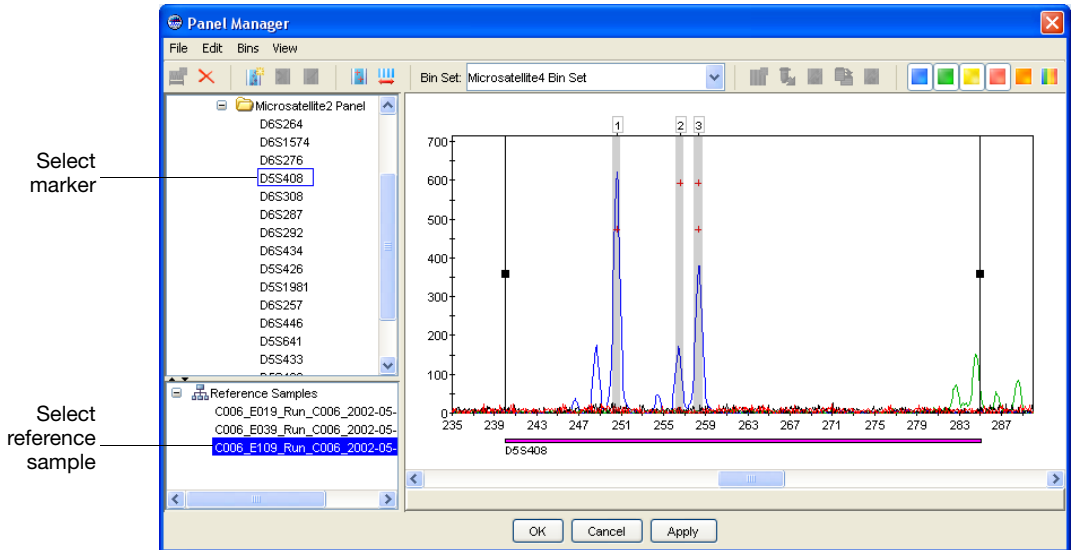 Panel Manager
File Edit Bins View
Bin Set: Microsatellite4 Bin Set
Microsatellite2 Panel
D6S264
D6S1574
D6S276
D5S408
D6S308
D6S287
D6S292
D6S434
D5S426
D5S1981
D6S257
D6S446
D5S641
D5S433
Select
marker
Reference Samples
C006_E019_Run_C006_2002-05-
C006_E039_Run_C006_2002-05-
C006_E109_Run_C006_2002-05-
Select
reference
sample
1 2 3
700
600
500
400
300
200
100
0
235 239 243 247 251 255 259 263 267 271 275 279 283 287
D5S408
OK Cancel Apply